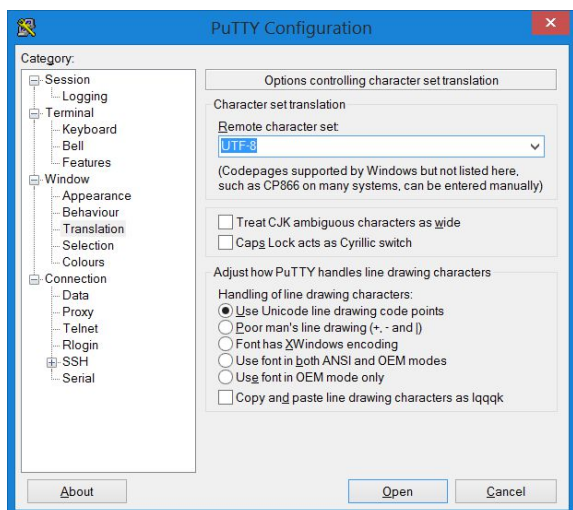 PuTTY Configuration
Category:
Session
Logging
Terminal
Keyboard
Bell
Features
Window
Appearance
Behaviour
Translation
Selection
Colours
Connection
Data
Proxy
Telnet
Rlogin
SSH
Serial
Options controlling character set translation
Character set translation
Remote character set:
UTF-8
(Codepages supported by Windows but not listed here,
such as CP866 on many systems, can be entered manually)
Treat CJK ambiguous characters as wide
Caps Lock acts as Cyrillic switch
Adjust how PuTTY handles line drawing characters
Handling of line drawing characters:
Use Unicode line drawing code points
Poor man's line drawing (+, - and |)
Font has XWindows encoding
Use font in both ANSI and OEM modes
Use font in OEM mode only
Copy and paste line drawing characters as lqqqk
About
Open
Cancel